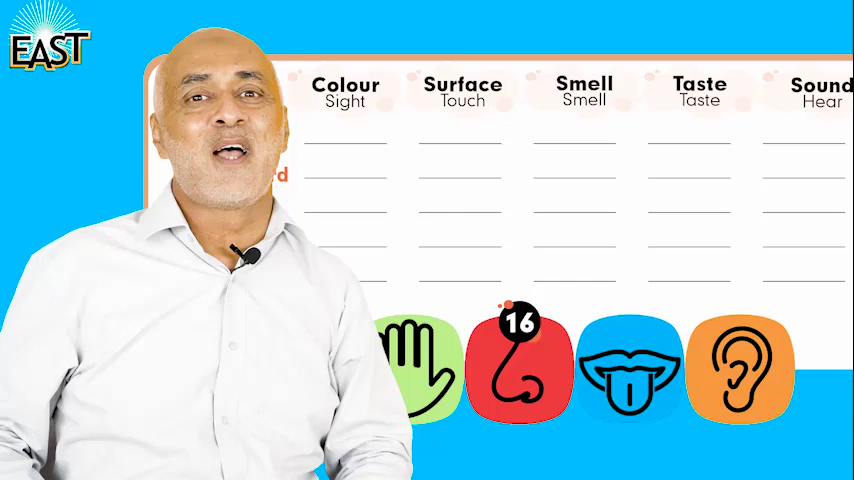 EAST
Colour
Sight
Surface
Touch
Smell
Smell
Taste
Taste
Sound
Hear
16